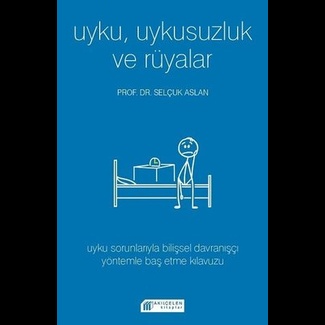 uyku, uykusuzluk
ve rüyalar
PROF. DR. SELÇUK ASLAN
uyku sorunlarıyla bilişsel davranışçı
yöntemle baş etme kılavuzu
AKILÇELEN
kitaplar